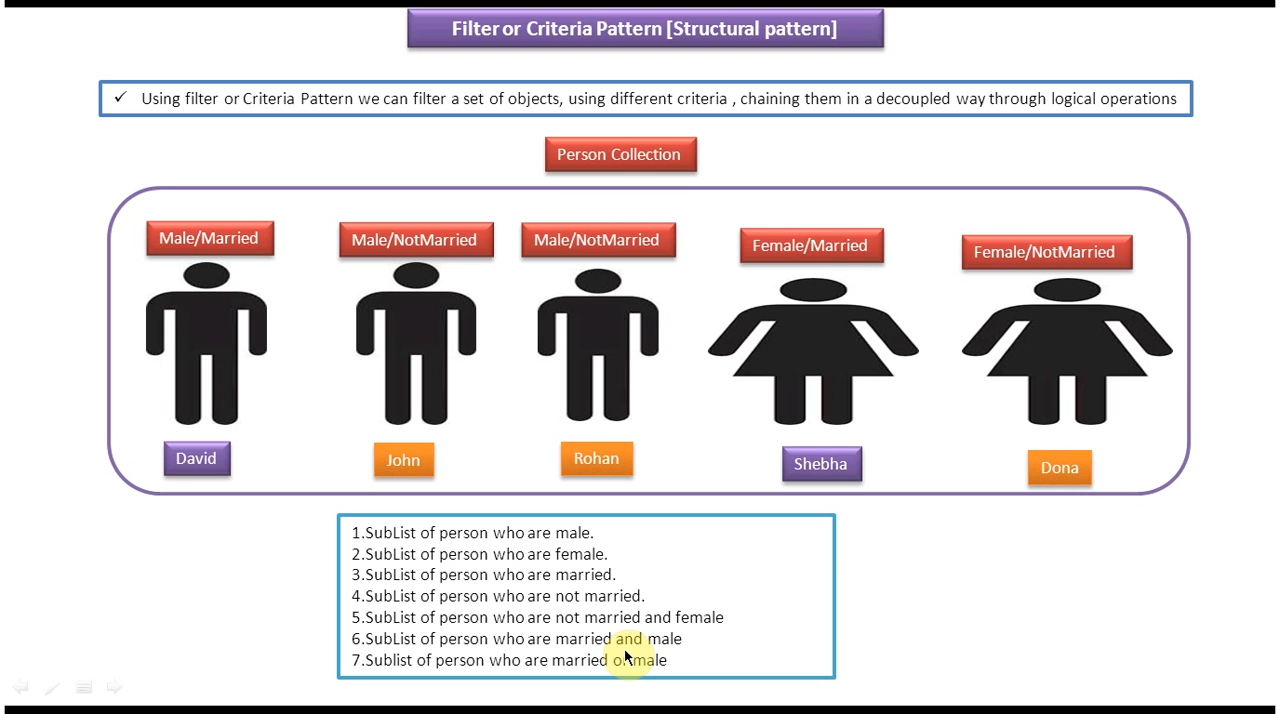 Filter or Criteria Pattern [Structural pattern]
✓ Using filter or Criteria Pattern we can filter a set of objects, using different criteria , chaining them in a decoupled way through logical operations
Person Collection
Male/Married
Male/NotMarried
Male/NotMarried
Female/Married
Female/NotMarried
David
John
Rohan
Shebha
Dona
1.SubList of person who are male.
2.SubList of person who are female.
3.SubList of person who are married.
4.SubList of person who are not married.
5.SubList of person who are not married and female
6.SubList of person who are married and male
7.Sublist of person who are married or male